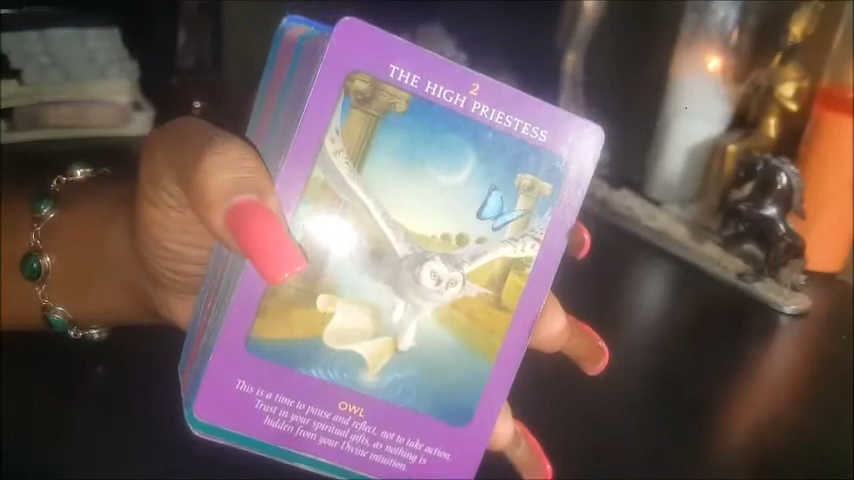 2
THE HIGH PRIESTESS
OWL
This is a time to pause and reflect, not to take action.
Trust in your spiritual gifts, as nothing is
hidden from your Divine intuition.